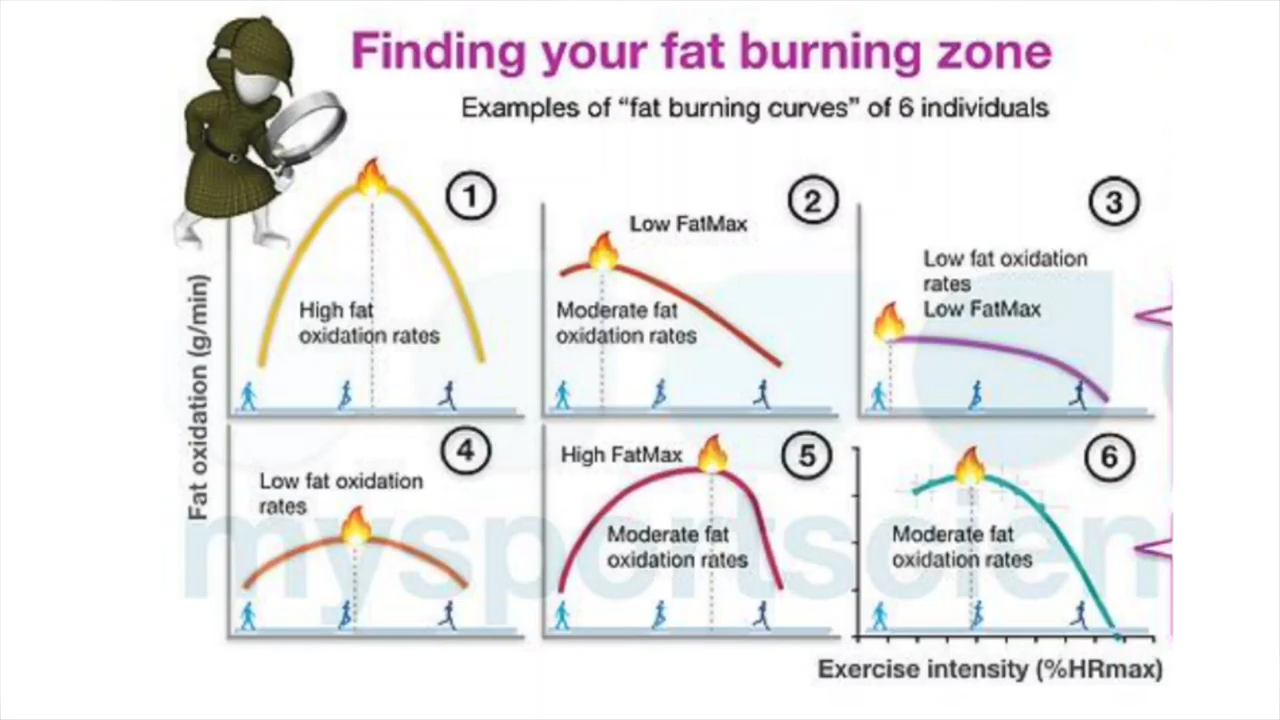 Finding your fat burning zone
Examples of “fat burning curves” of 6 individuals
Fat oxidation (g/min)
1
High fat
oxidation rates
2
Low FatMax
Moderate fat
oxidation rates
3
Low fat oxidation
rates
Low FatMax
4
Low fat oxidation
rates
5
High FatMax
Moderate fat
oxidation rates
6
Moderate fat
oxidation rates
mysportscien
Exercise intensity (%HRmax)